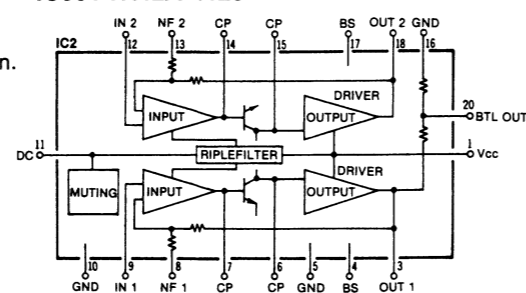 n.
IN 2 NF 2 CP CP BS OUT 2 GND
IC2 12 13 14 15 17 18 16
DRIVER
INPUT OUTPUT
20 BTL OUT
DC 11 RIPLEFILTER 1 Vcc
DRIVER
MUTING INPUT OUTPUT
10 9 8 7 6 5 4 3
GND IN 1 NF 1 CP CP GND BS OUT 1